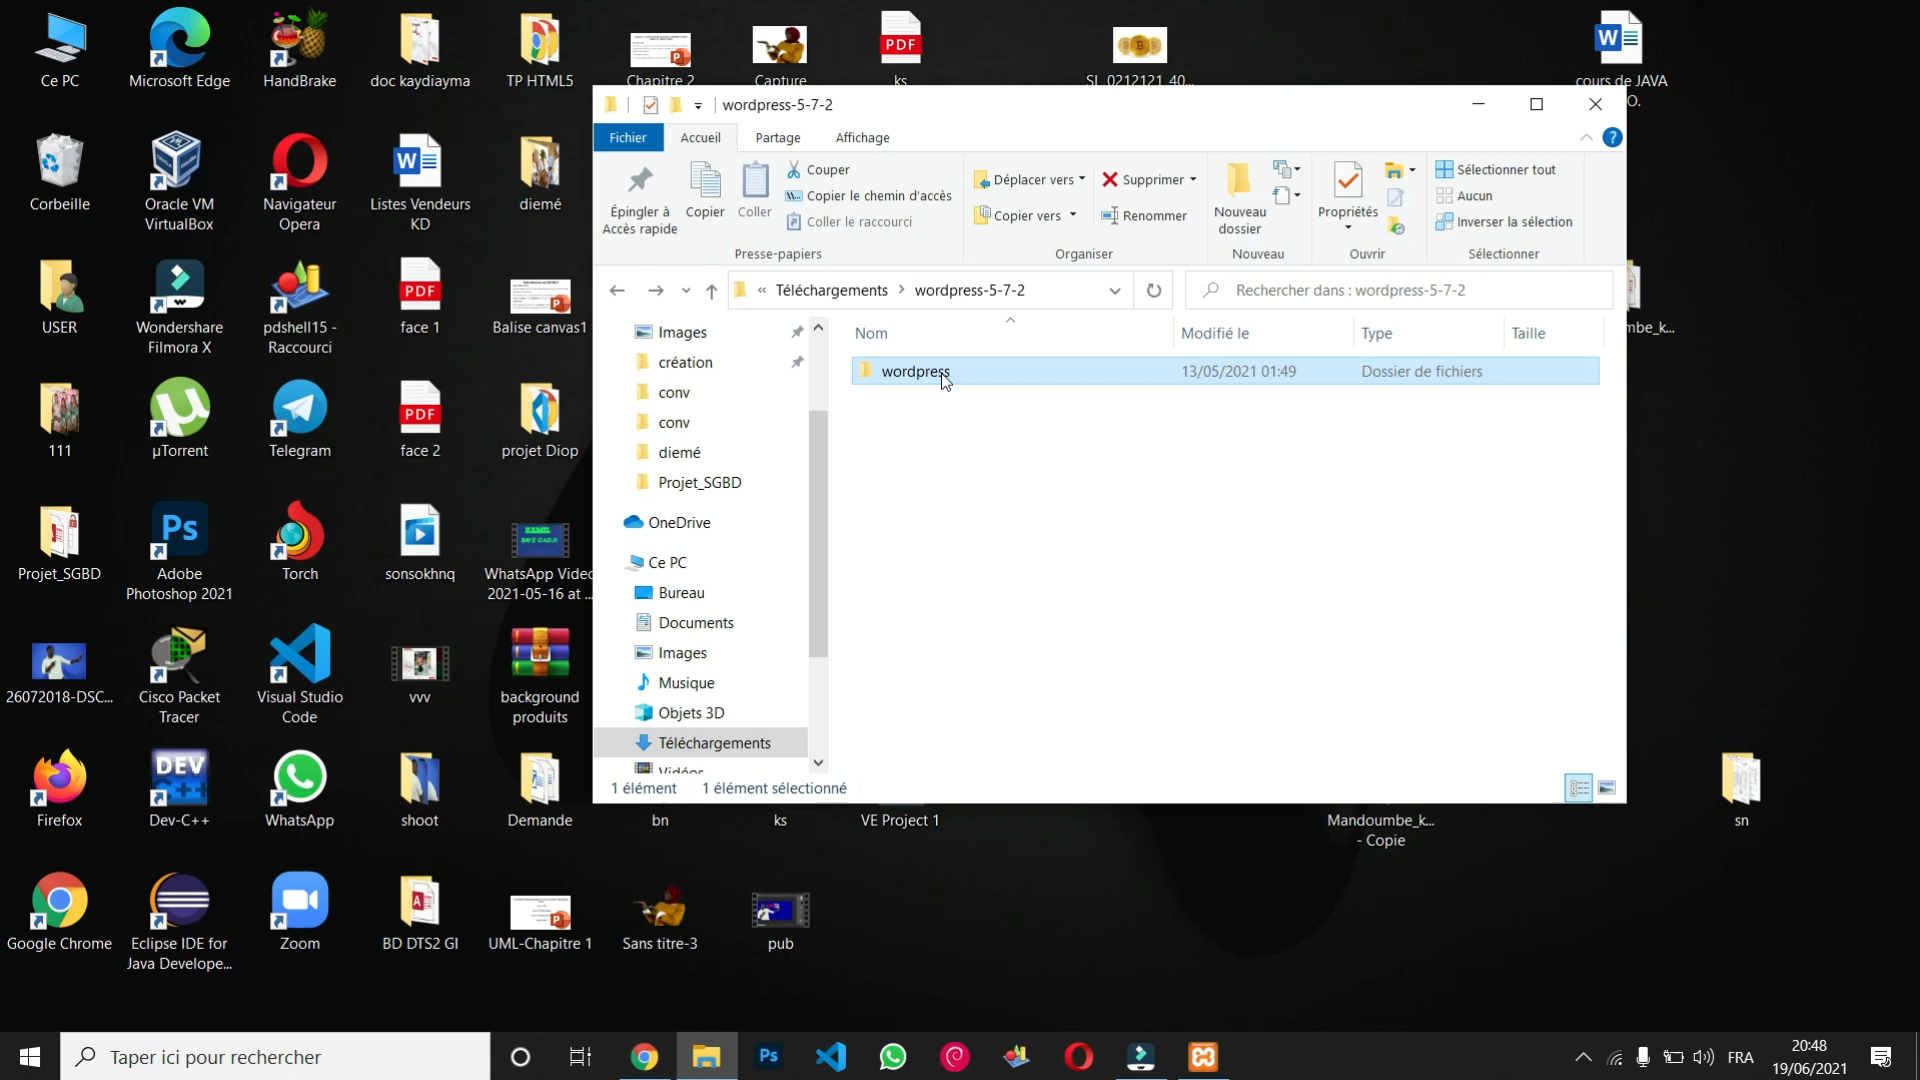 Ce PC
Microsoft Edge
HandBrake
doc kaydiayma
TP HTML5
Chapitre 2
Capture
PDF
ks
SL_0212121_40...
cours de JAVA
O.
Corbeille
Oracle VM
VirtualBox
Navigateur
Opera
Listes Vendeurs
KD
diemé
USER
Wondershare
Filmora X
pdshell15 -
Raccourci
PDF
face 1
Balise canvas1
mbe_k...
111
µTorrent
Telegram
PDF
face 2
projet Diop
Projet_SGBD
Ps
Adobe
Photoshop 2021
Torch
sonsokhnq
WhatsApp Video
2021-05-16 at ...
26072018-DSC...
Cisco Packet
Tracer
Visual Studio
Code
vvv
background
produits
Firefox
DEV
C++
Dev-C++
WhatsApp
shoot
Demande
bn
ks
VE Project 1
Mandoumbe_k...
- Copie
sn
Google Chrome
Eclipse IDE for
Java Develope...
zoom
Zoom
BD DTS2 GI
UML-Chapitre 1
Sans titre-3
pub
wordpress-5-7-2
Fichier
Accueil
Partage
Affichage
Épingler à
Accès rapide
Copier
Coller
Couper
Copier le chemin d'accès
Coller le raccourci
Presse-papiers
Déplacer vers
Copier vers
Supprimer
Renommer
Organiser
Nouveau
dossier
Nouveau
Propriétés
Ouvrir
Sélectionner tout
Aucun
Inverser la sélection
Sélectionner
« Téléchargements > wordpress-5-7-2
Rechercher dans : wordpress-5-7-2
Images
création
conv
conv
diemé
Projet_SGBD
OneDrive
Ce PC
Bureau
Documents
Images
Musique
Objets 3D
Téléchargements
Vidéos
Nom
Modifié le
Type
Taille
wordpress
13/05/2021 01:49
Dossier de fichiers
1 élément
1 élément sélectionné
Taper ici pour rechercher
Ps
FRA
20:48
19/06/2021